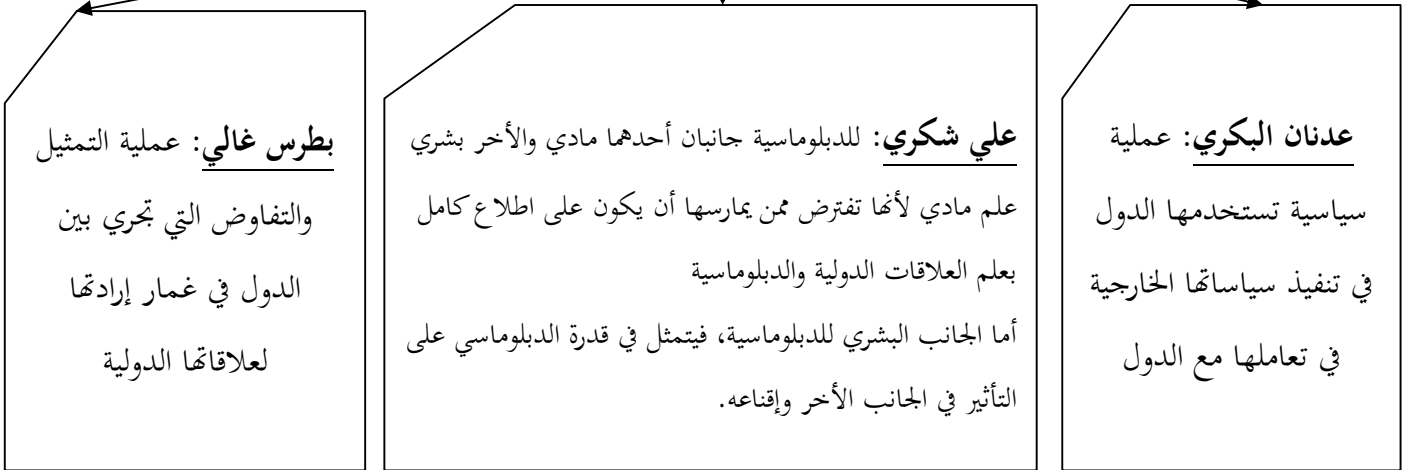 عدنان البكري: عملية
سياسية تستخدمها الدول
في تنفيذ سياساتها الخارجية
في تعاملها مع الدول
علي شكري: للدبلوماسية جانبان أحدهما مادي والأخر بشري
علم مادي لأنها تفترض ممن يمارسها أن يكون على اطلاع كامل
بعلم العلاقات الدولية والدبلوماسية
أما الجانب البشري للدبلوماسية، فيتمثل في قدرة الدبلوماسي على
التأثير في الجانب الأخر وإقناعه.
بطرس غالي: عملية التمثيل
والتفاوض التي تجري بين
الدول في غمار إرادتها
لعلاقاتها الدولية